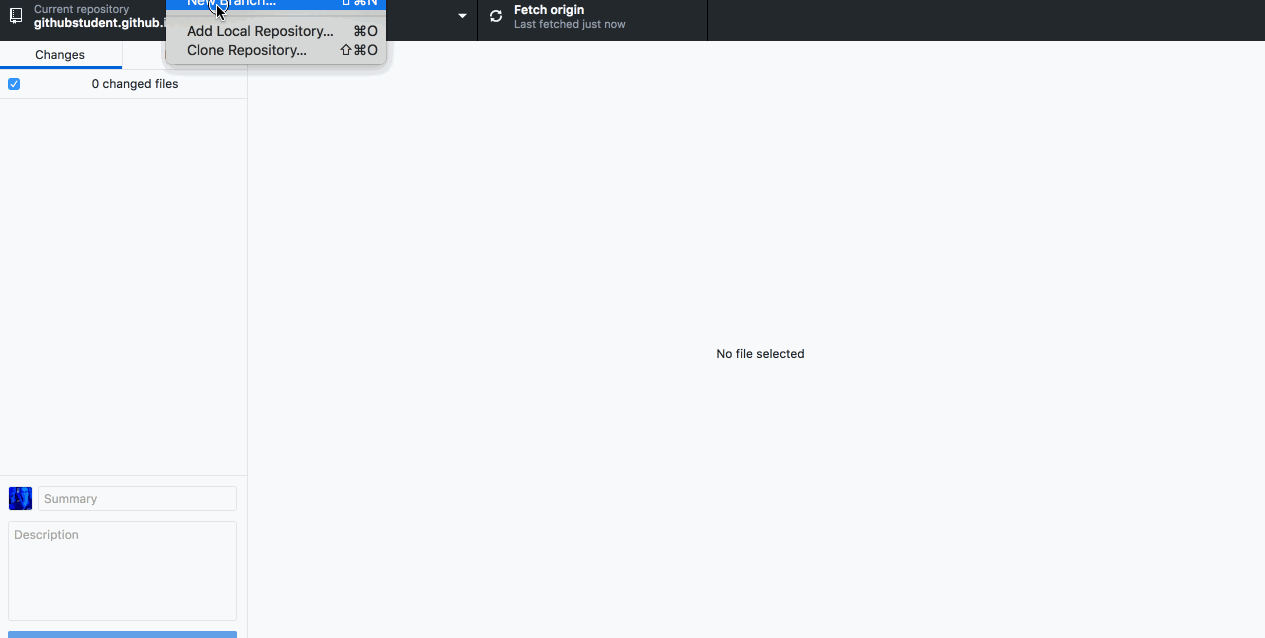 New Branch... ⇧⌘N
Current repository
githubstudent.github.i
Add Local Repository... ⌘O
Clone Repository... ⇧⌘O
Fetch origin
Last fetched just now
Changes
0 changed files
No file selected
Summary
Description